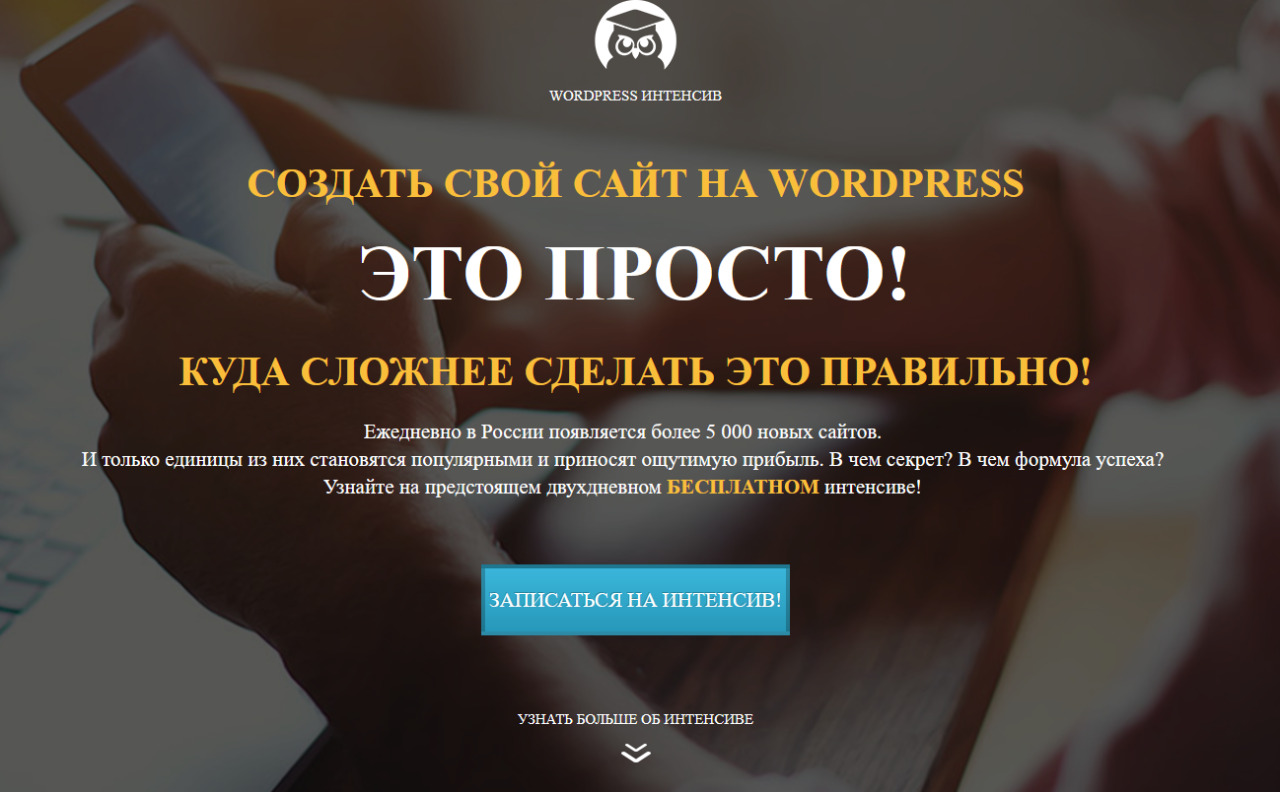 WORDPRESS ИНТЕНСИВ
СОЗДАТЬ СВОЙ САЙТ НА WORDPRESS
ЭТО ПРОСТО!
КУДА СЛОЖНЕЕ СДЕЛАТЬ ЭТО ПРАВИЛЬНО!
Ежедневно в России появляется более 5 000 новых сайтов.
И только единицы из них становятся популярными и приносят ощутимую прибыль. В чем секрет? В чем формула успеха?
Узнайте на предстоящем двухдневном БЕСПЛАТНОМ интенсиве!
ЗАПИСАТЬСЯ НА ИНТЕНСИВ!
УЗНАТЬ БОЛЬШЕ ОБ ИНТЕНСИВЕ